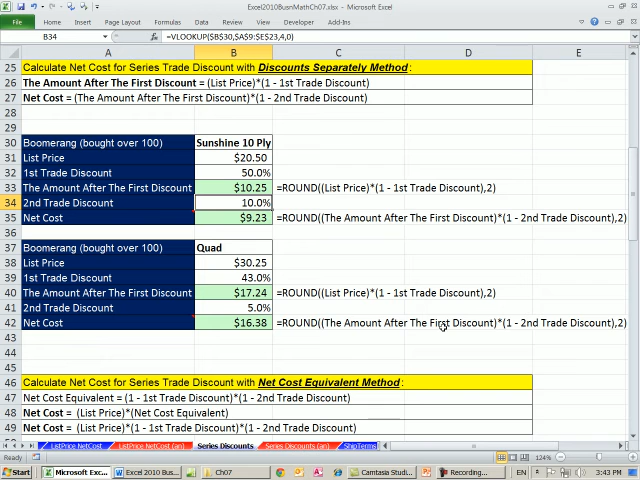 Excel2010BusnMathCh07.xlsx - Microsoft Excel
File Home Insert Page Layout Formulas Data Review View Developer Add-Ins
B34 fx =VLOOKUP($B$30,$A$9:$E$23,4,0)
A B C D E
25 Calculate Net Cost for Series Trade Discount with Discounts Separately Method:
26 The Amount After The First Discount = (List Price)*(1 - 1st Trade Discount)
27 Net Cost = (The Amount After The First Discount)*(1 - 2nd Trade Discount)
28
29
30 Boomerang (bought over 100) Sunshine 10 Ply
31 List Price $20.50
32 1st Trade Discount 50.0%
33 The Amount After The First Discount $10.25 =ROUND((List Price)*(1 - 1st Trade Discount),2)
34 2nd Trade Discount 10.0%
35 Net Cost $9.23 =ROUND((The Amount After The First Discount)*(1 - 2nd Trade Discount),2)
36
37 Boomerang (bought over 100) Quad
38 List Price $30.25
39 1st Trade Discount 43.0%
40 The Amount After The First Discount $17.24 =ROUND((List Price)*(1 - 1st Trade Discount),2)
41 2nd Trade Discount 5.0%
42 Net Cost $16.38 =ROUND((The Amount After The First Discount)*(1 - 2nd Trade Discount),2)
43
44
45
46 Calculate Net Cost for Series Trade Discount with Net Cost Equivalent Method:
47 Net Cost Equivalent = (1 - 1st Trade Discount)*(1 - 2nd Trade Discount)
48 Net Cost = (List Price)*(Net Cost Equivalent)
49 Net Cost = (List Price)*(1 - 1st Trade Discount)*(1 - 2nd Trade Discount)
ListPrice NetCost ListPrice NetCost (an) Series Discounts Series Discounts (an) ShipTerms
Ready 124%
Start Microsoft Exc... Word Excel 2010 Bus... Ch07 Camtasia Studi... Recording... EN 3:43 PM